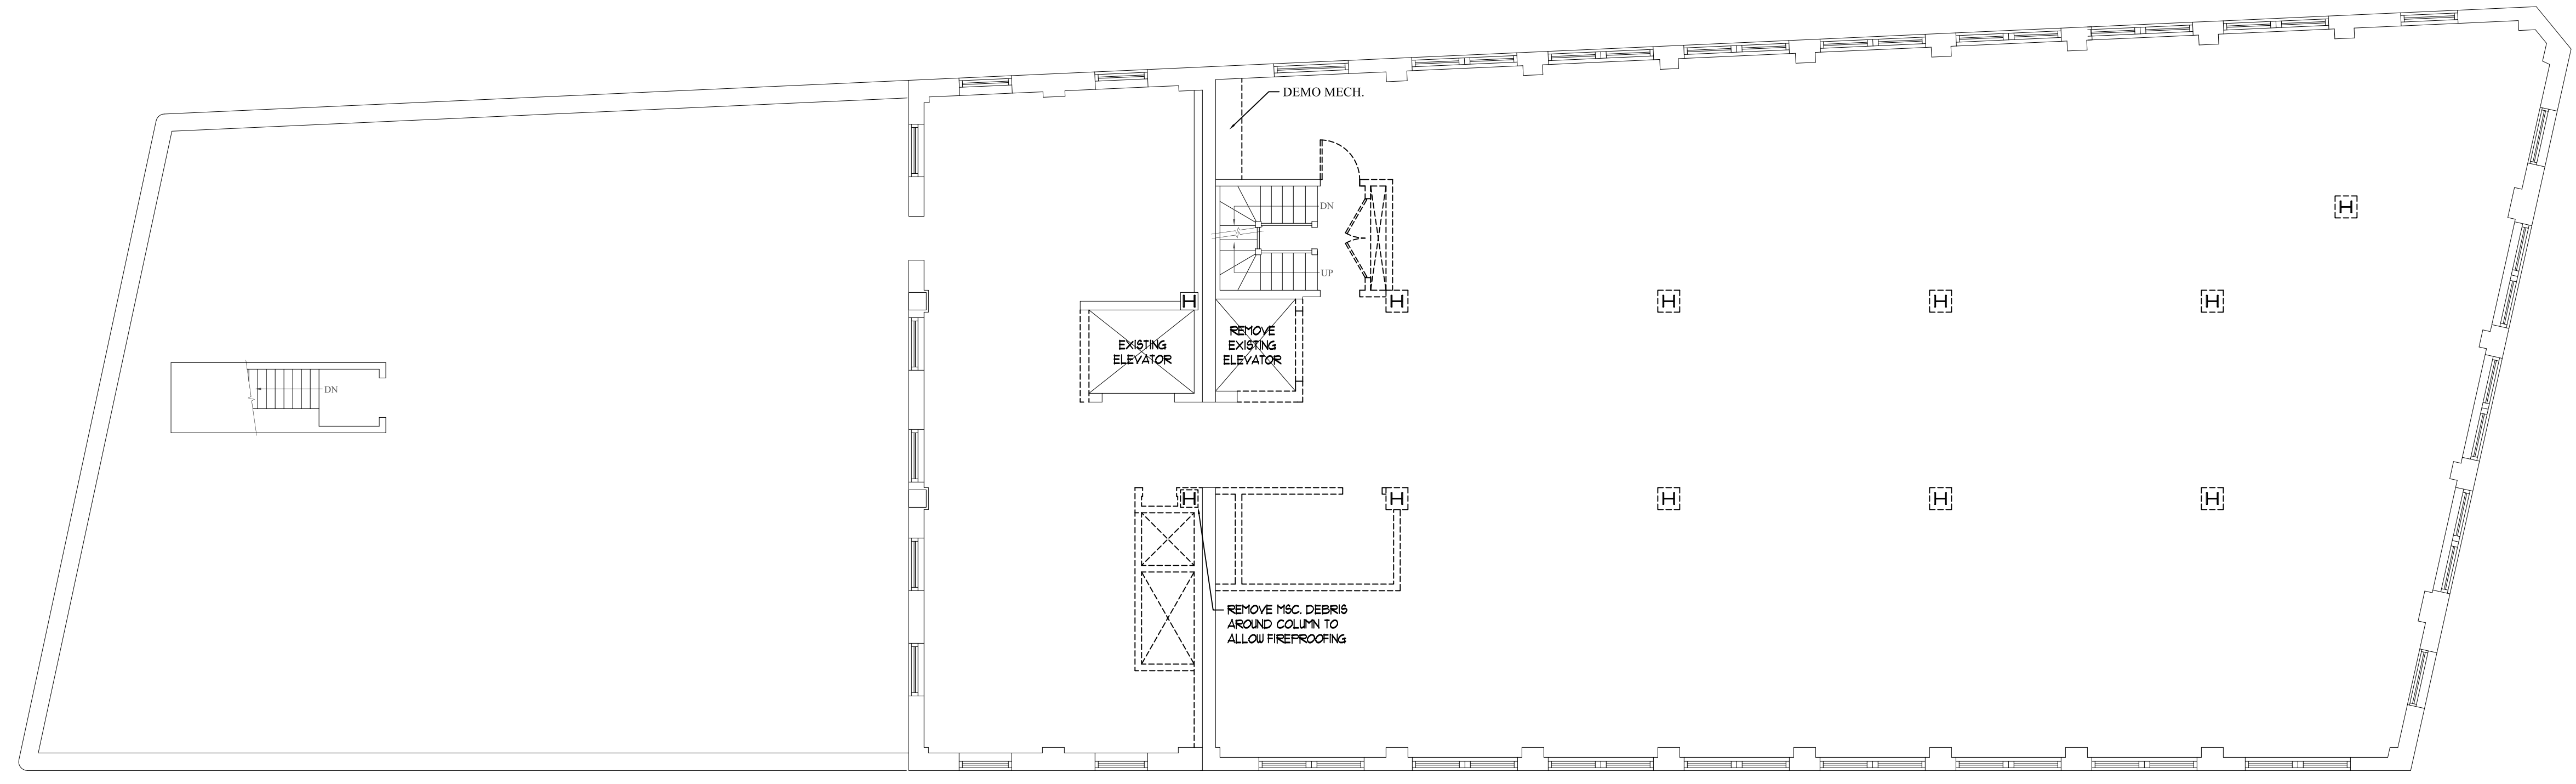 DEMO MECH.
DN
UP
REMOVE
EXISTING
ELEVATOR
EXISTING
ELEVATOR
DN
REMOVE MSC. DEBRIS
AROUND COLUMN TO
ALLOW FIREPROOFING